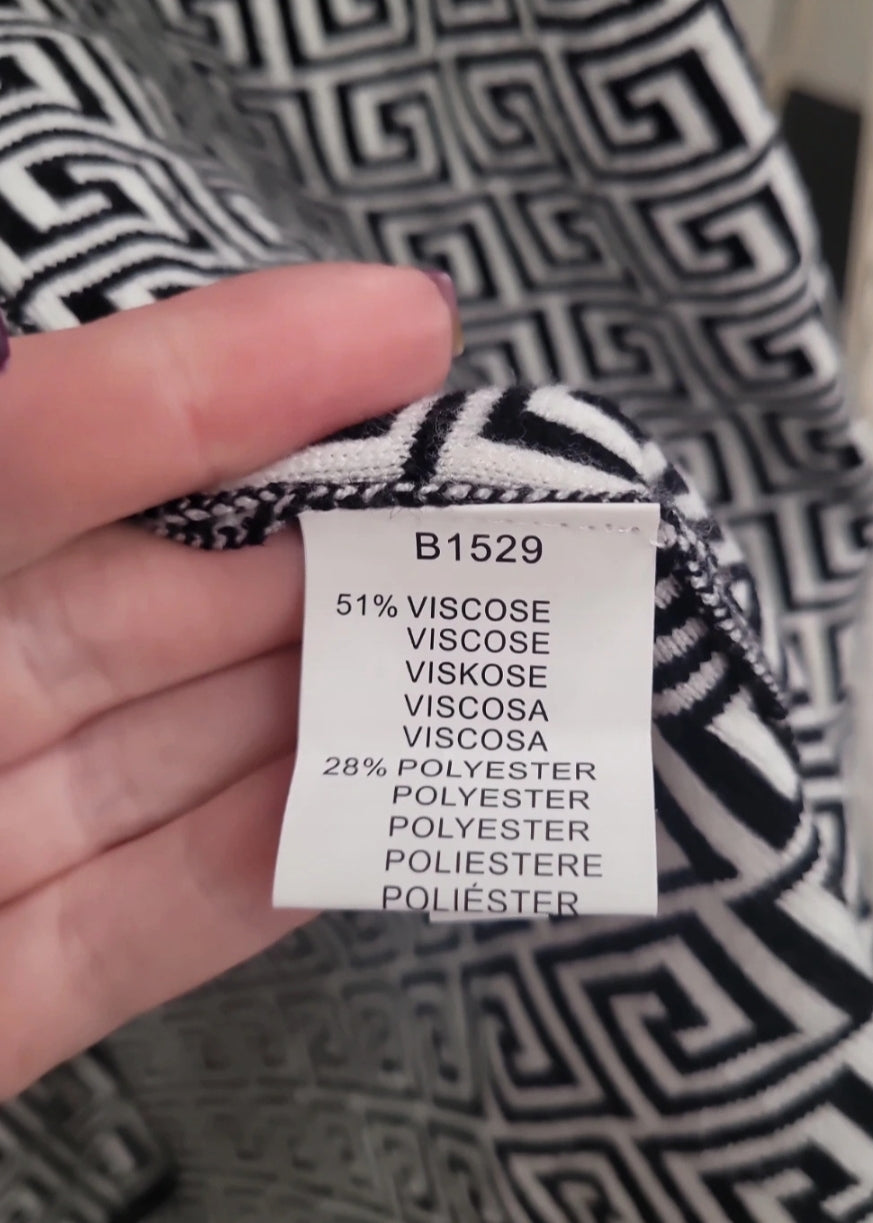 B1529
51% VISCOSE
VISCOSE
VISKOSE
VISCOSA
VISCOSA
28% POLYESTER
POLYESTER
POLYESTER
POLIESTERE
POLIÉSTER